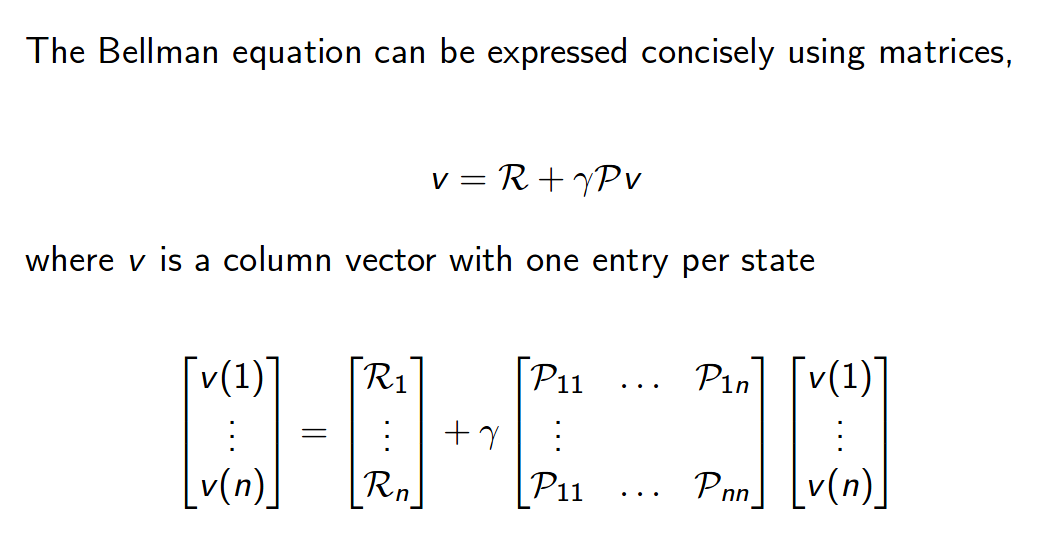 The Bellman equation can be expressed concisely using matrices,
v = ℛ + γ𝒫v
where v is a column vector with one entry per state
[v(1) ⋮ v(n)] = [ℛ₁ ⋮ ℛₙ] + γ [𝒫₁₁ … 𝒫₁ₙ ⋮ 𝒫₁₁ … 𝒫ₙₙ] [v(1) ⋮ v(n)]